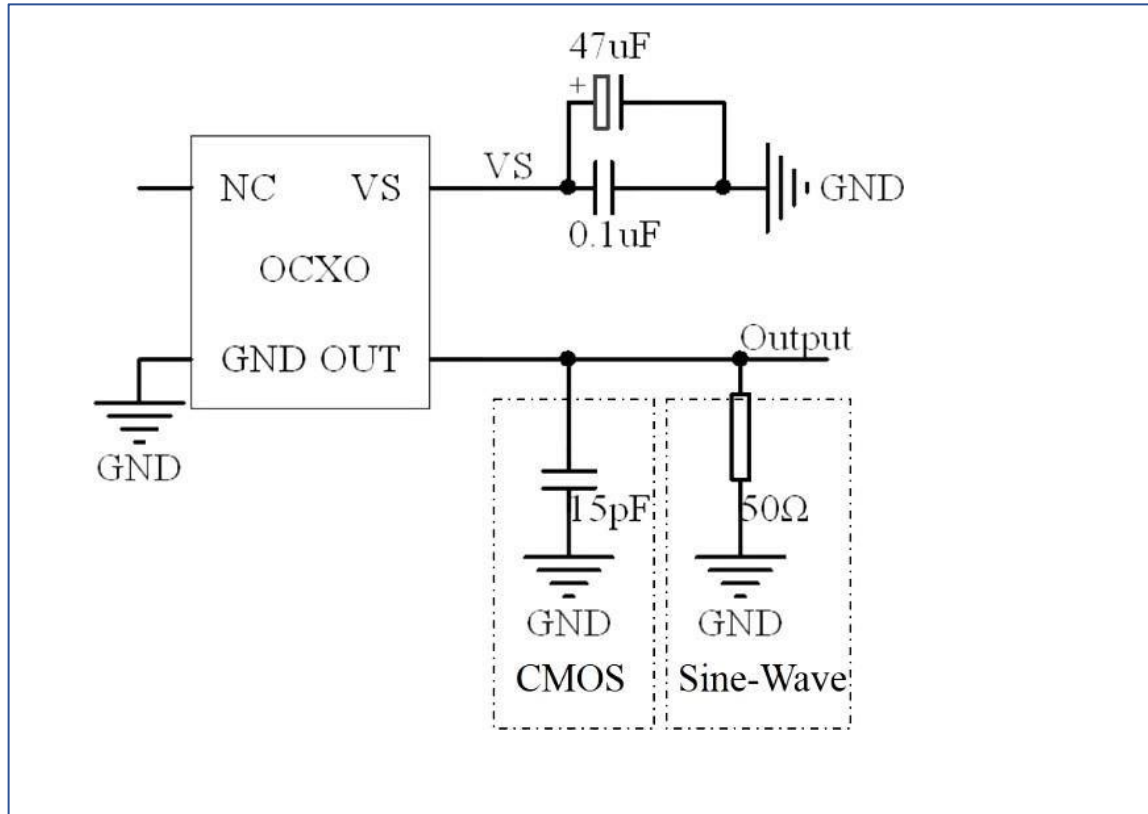 47uF
+
NC VS
VS
GND
0.1uF
OCXO
Output
GND OUT
GND
15pF
50Ω
GND
GND
CMOS
Sine-Wave